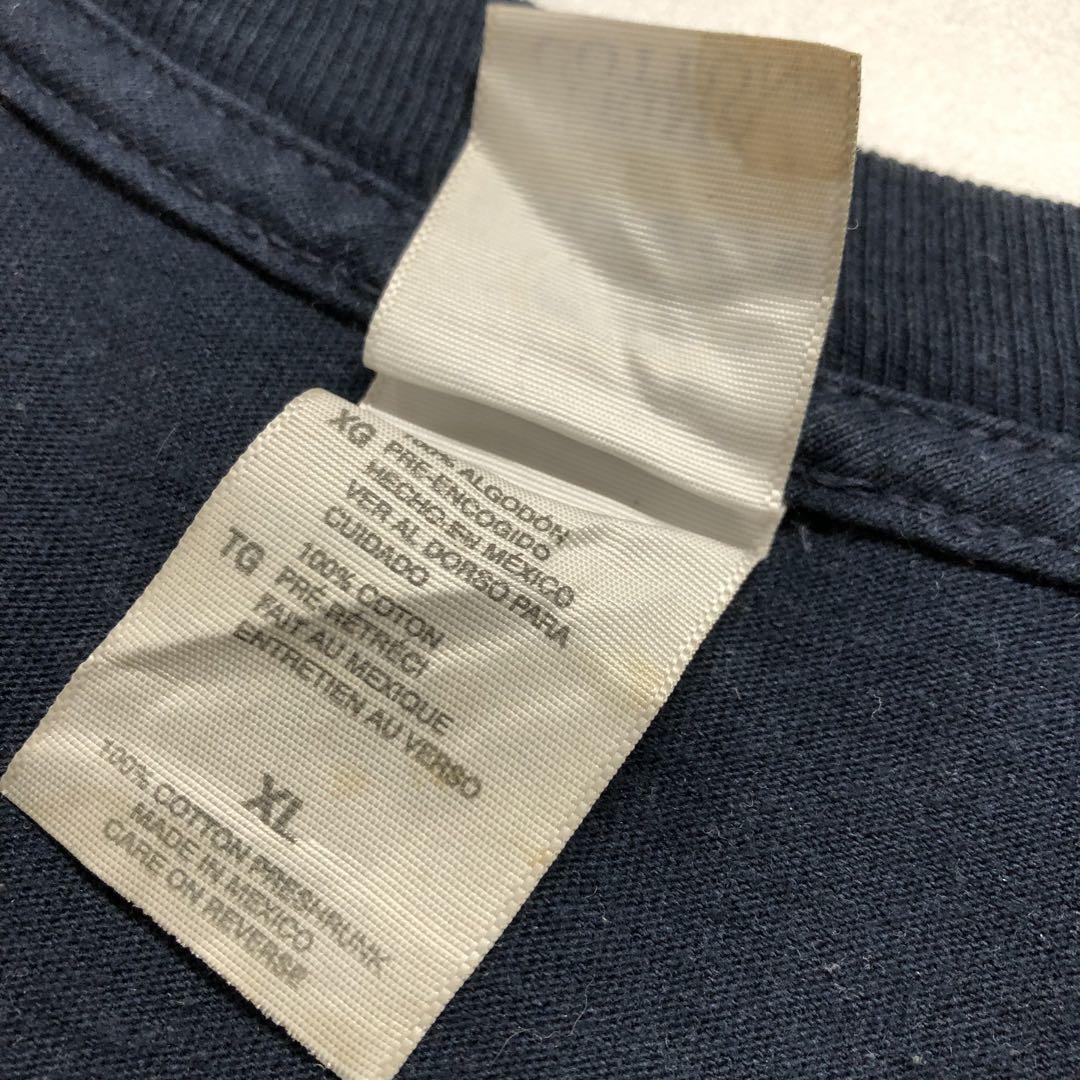 XG
ALGODÓN
PRE-ENCOGIDO
HECHO EN MÉXICO
VER AL DORSO PARA
CUIDADO
TG
100% COTON
PRÉ-RÉTRÉCI
FAIT AU MEXIQUE
ENTRETIEN AU VERSO
XL
100% COTTON PRESHRUNK
MADE IN MEXICO
CARE ON REVERSE